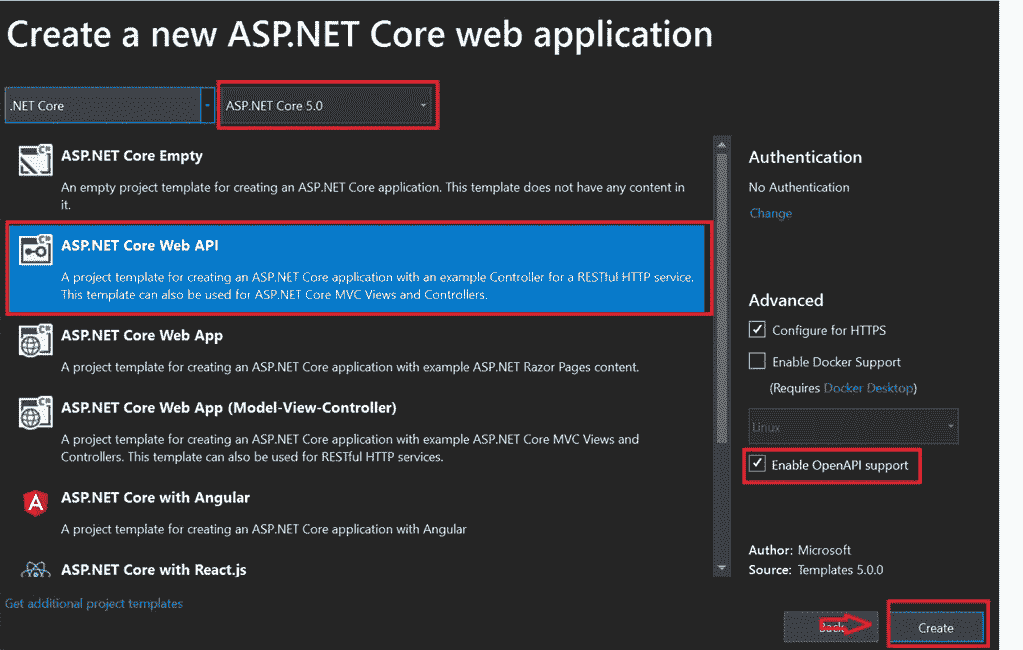 Create a new ASP.NET Core web application
.NET Core
ASP.NET Core 5.0
ASP.NET Core Empty
An empty project template for creating an ASP.NET Core application. This template does not have any content in
it.
ASP.NET Core Web API
A project template for creating an ASP.NET Core application with an example Controller for a RESTful HTTP service.
This template can also be used for ASP.NET Core MVC Views and Controllers.
ASP.NET Core Web App
A project template for creating an ASP.NET Core application with example ASP.NET Razor Pages content.
ASP.NET Core Web App (Model-View-Controller)
A project template for creating an ASP.NET Core application with example ASP.NET Core MVC Views and
Controllers. This template can also be used for RESTful HTTP services.
ASP.NET Core with Angular
A project template for creating an ASP.NET Core application with Angular
ASP.NET Core with React.js
Get additional project templates
Authentication
No Authentication
Change
Advanced
Configure for HTTPS
Enable Docker Support
(Requires Docker Desktop)
Linux
Enable OpenAPI support
Author: Microsoft
Source: Templates 5.0.0
Back
Create